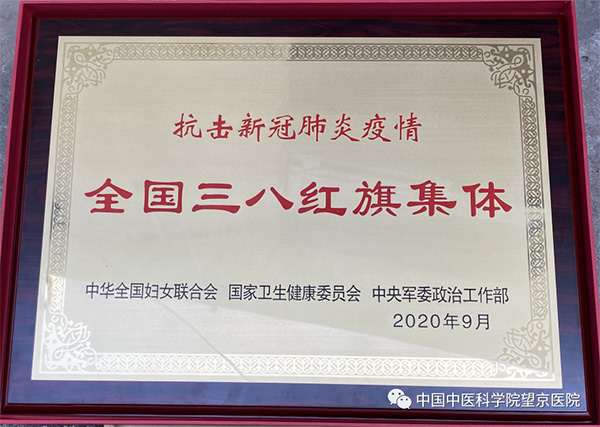 抗击新冠肺炎疫情
全国三八红旗集体
中华全国妇女联合会 国家卫生健康委员会 中央军委政治工作部
2020年9月
中国中医科学院望京医院